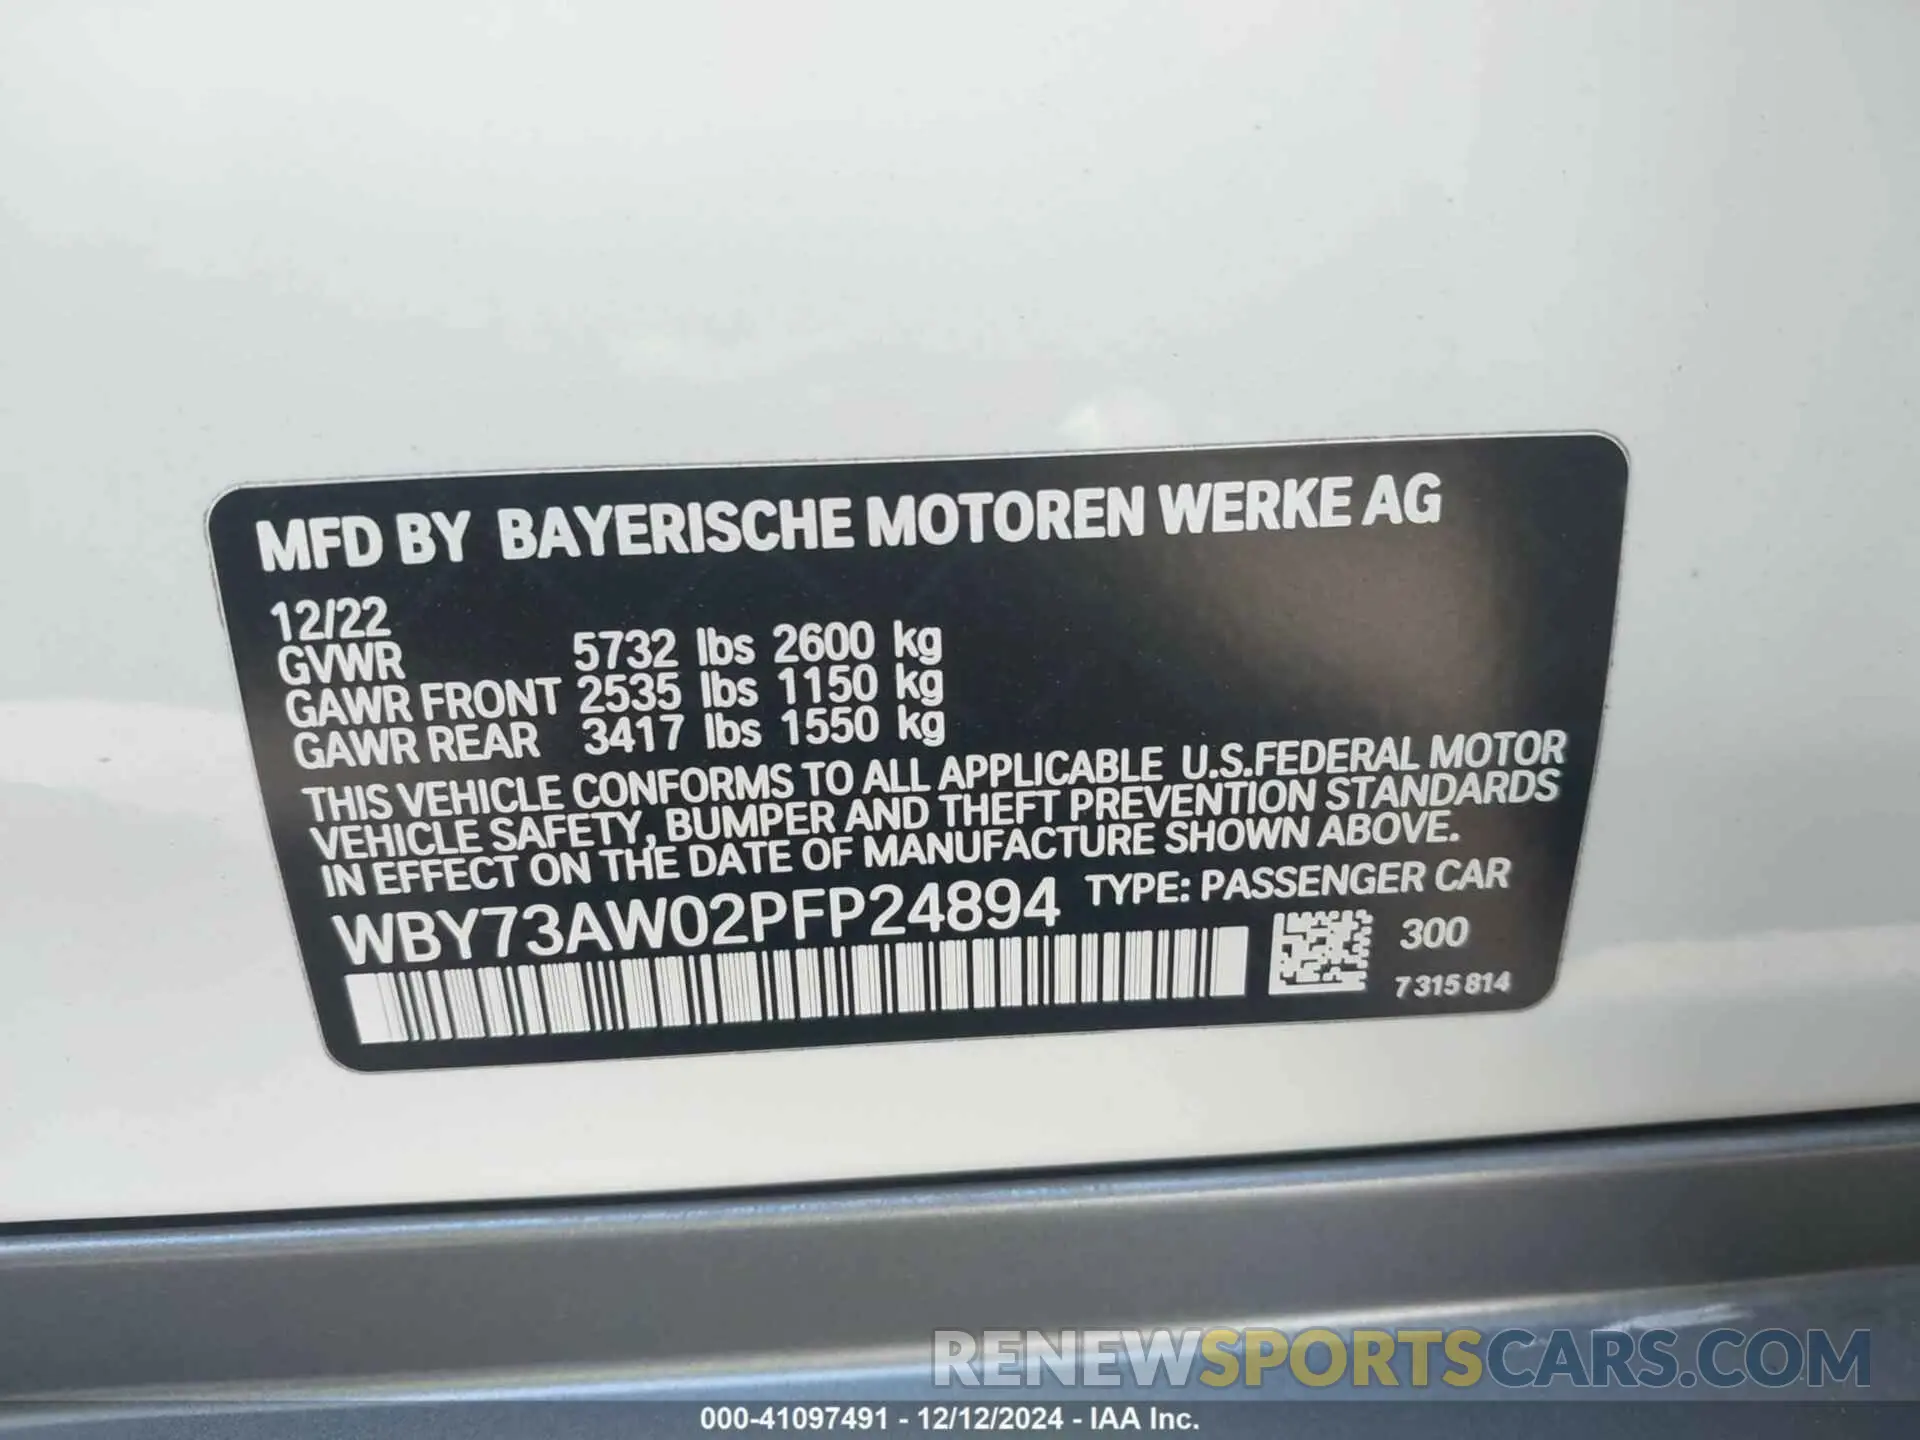 MFD BY BAYERISCHE MOTOREN WERKE AG
12/22
GVWR 5732 lbs 2600 kg
GAWR FRONT 2535 lbs 1150 kg
GAWR REAR 3417 lbs 1550 kg
THIS VEHICLE CONFORMS TO ALL APPLICABLE U.S.FEDERAL MOTOR
VEHICLE SAFETY, BUMPER AND THEFT PREVENTION STANDARDS
IN EFFECT ON THE DATE OF MANUFACTURE SHOWN ABOVE.
WBY73AW02PFP24894 TYPE: PASSENGER CAR
300
7 315 814
RENEWSPORTSCARS.COM
000-41097491 - 12/12/2024 - IAA Inc.